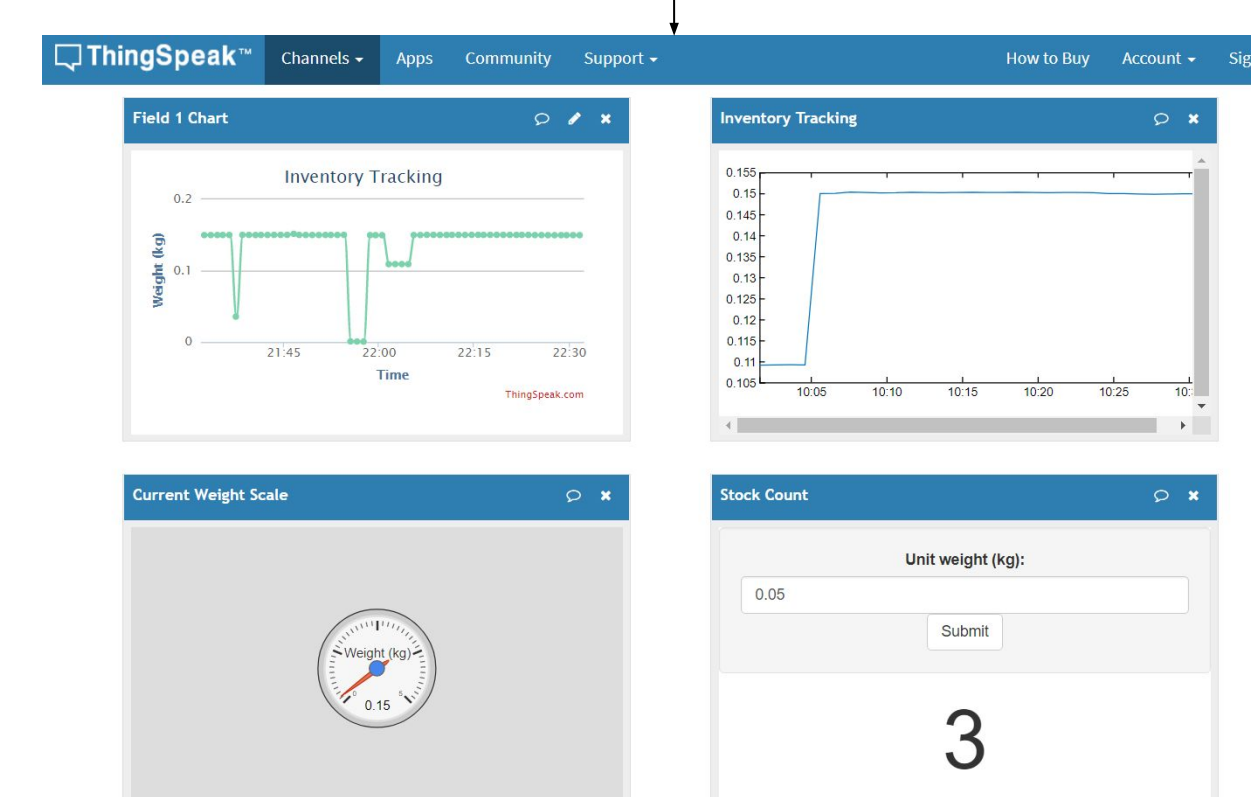 ThingSpeak™ Channels Apps Community Support How to Buy Account Sig
Field 1 Chart
Inventory Tracking
0.2
0.1
0
Weight (kg)
21:45 22:00 22:15 22:30
Time
ThingSpeak.com
Inventory Tracking
0.155
0.15
0.145
0.14
0.135
0.13
0.125
0.12
0.115
0.11
0.105
10:05 10:10 10:15 10:20 10:25 10:
Current Weight Scale
Weight (kg)
0 5
0.15
Stock Count
Unit weight (kg):
0.05
Submit
3